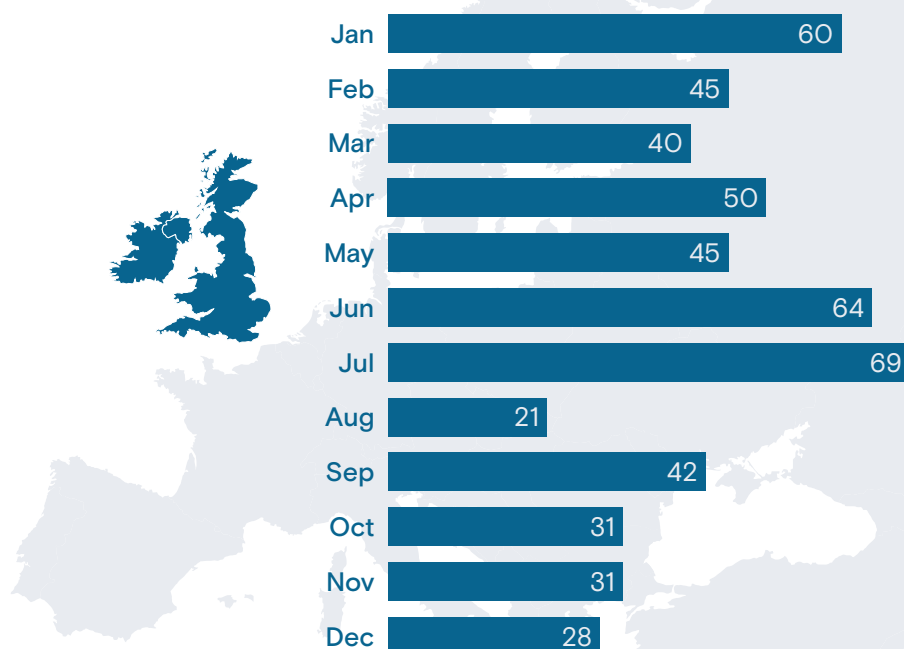 Jan 60
Feb 45
Mar 40
Apr 50
May 45
Jun 64
Jul 69
Aug 21
Sep 42
Oct 31
Nov 31
Dec 28